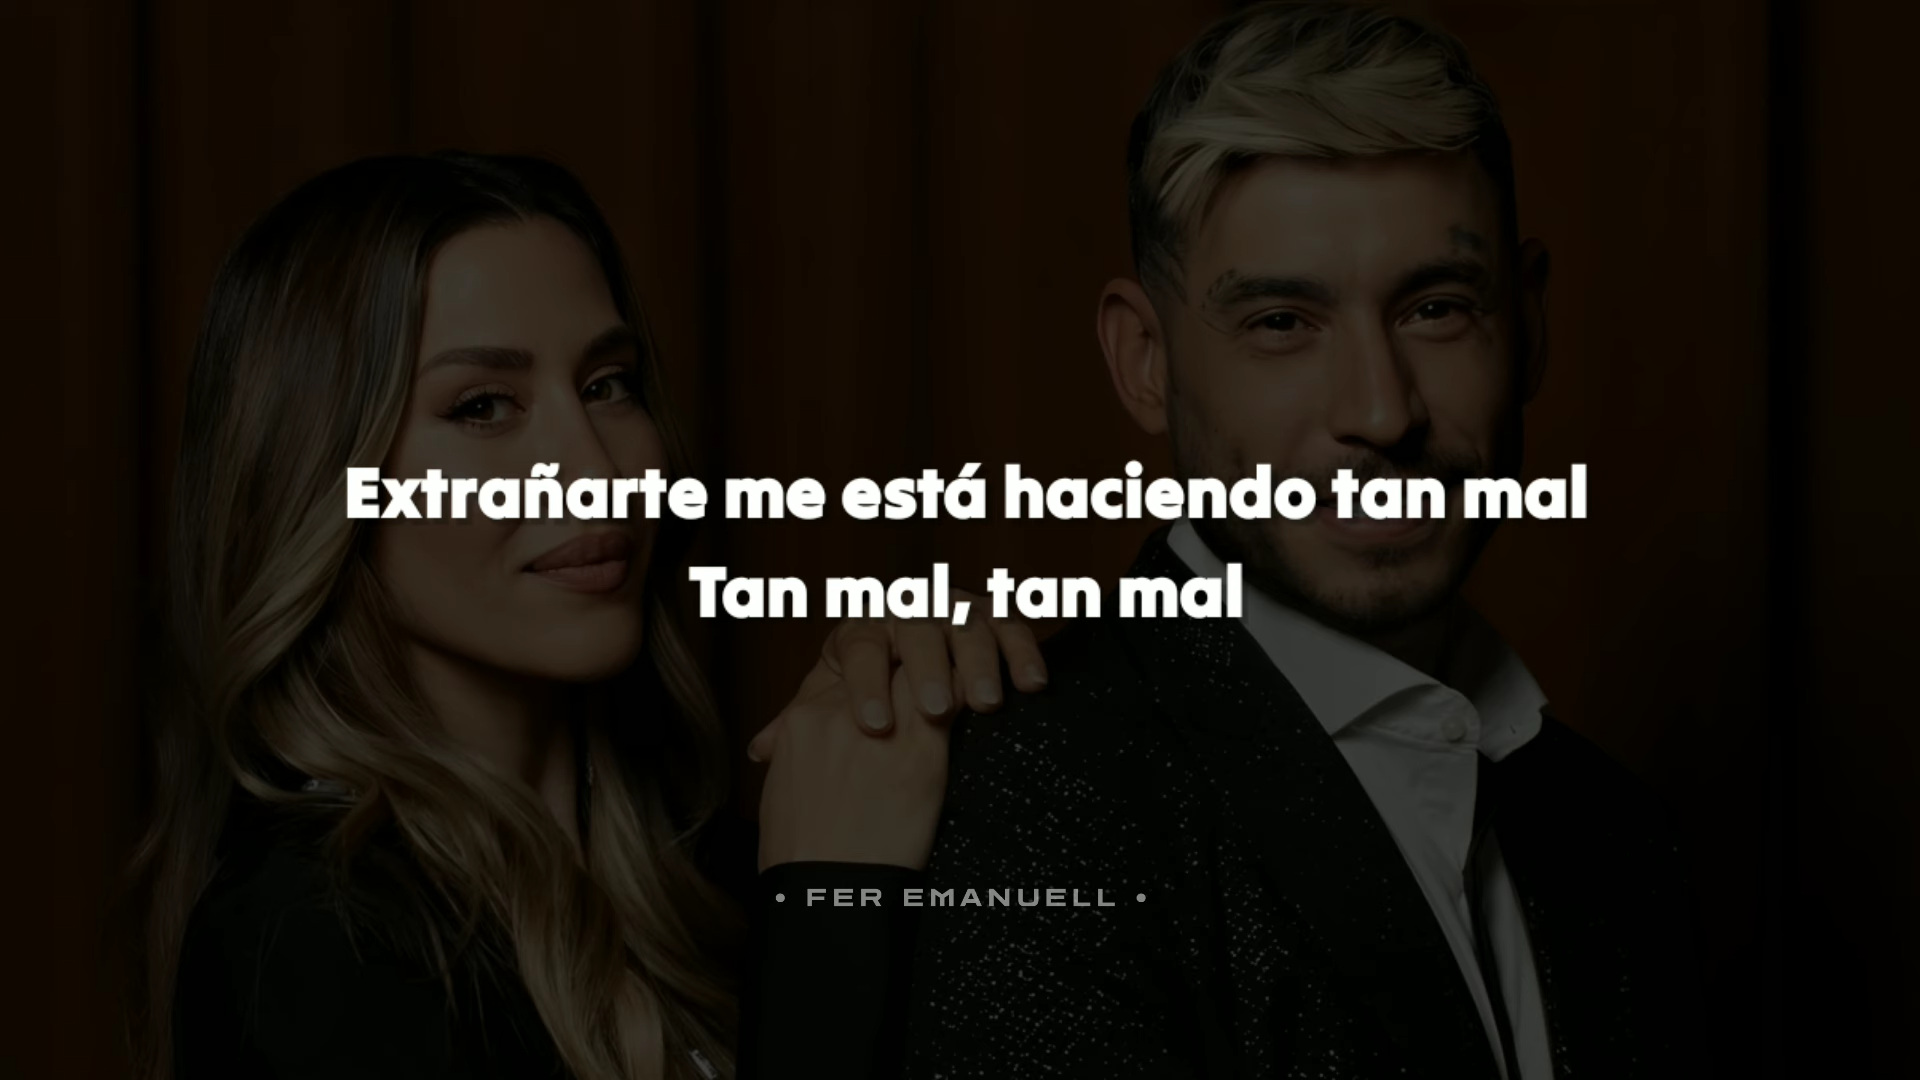 Extrañarte me está haciendo tan mal
Tan mal, tan mal
• FER EMANUELL •